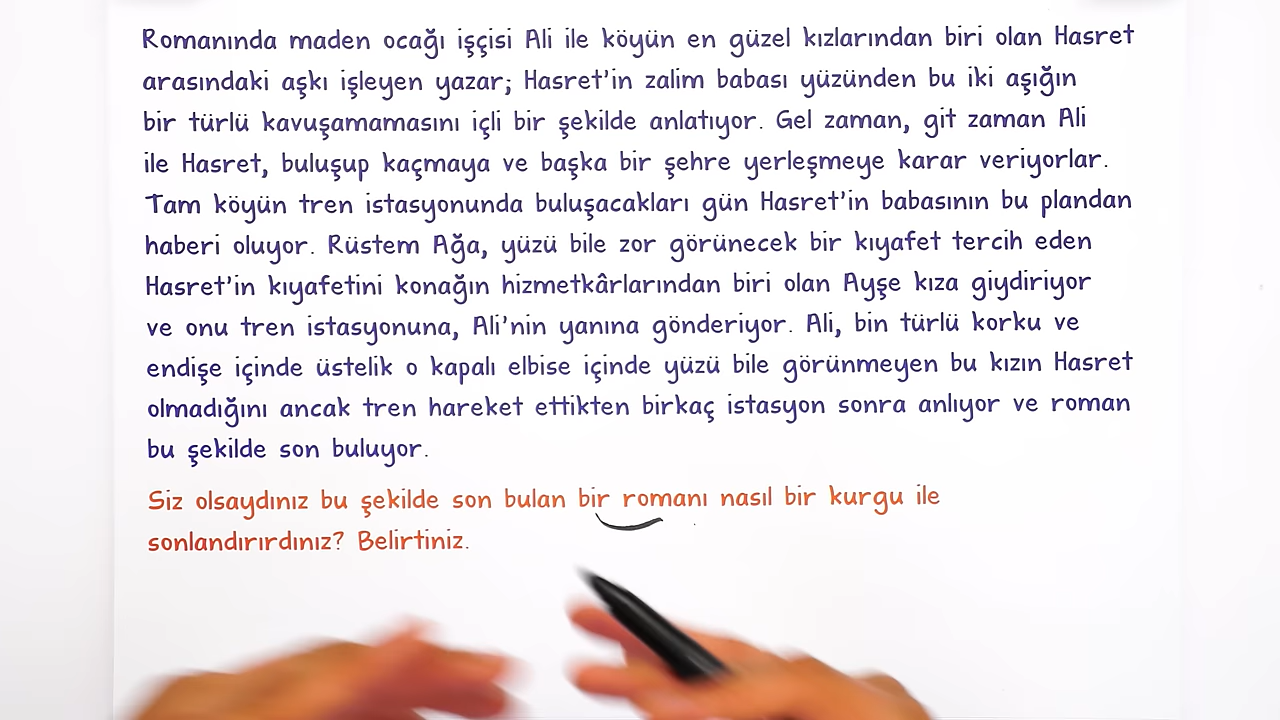 Romanında maden ocağı işçisi Ali ile köyün en güzel kızlarından biri olan Hasret
arasındaki aşkı işleyen yazar; Hasret'in zalim babası yüzünden bu iki aşığın
bir türlü kavuşamamasını içli bir şekilde anlatıyor. Gel zaman, git zaman Ali
ile Hasret, buluşup kaçmaya ve başka bir şehre yerleşmeye karar veriyorlar.
Tam köyün tren istasyonunda buluşacakları gün Hasret'in babasının bu plandan
haberi oluyor. Rüstem Ağa, yüzü bile zor görünecek bir kıyafet tercih eden
Hasret'in kıyafetini konağın hizmetkârlarından biri olan Ayşe kıza giydiriyor
ve onu tren istasyonuna, Ali'nin yanına gönderiyor. Ali, bin türlü korku ve
endişe içinde üstelik o kapalı elbise içinde yüzü bile görünmeyen bu kızın Hasret
olmadığını ancak tren hareket ettikten birkaç istasyon sonra anlıyor ve roman
bu şekilde son buluyor.
Siz olsaydınız bu şekilde son bulan bir romanı nasıl bir kurgu ile
sonlandırırdınız? Belirtiniz.